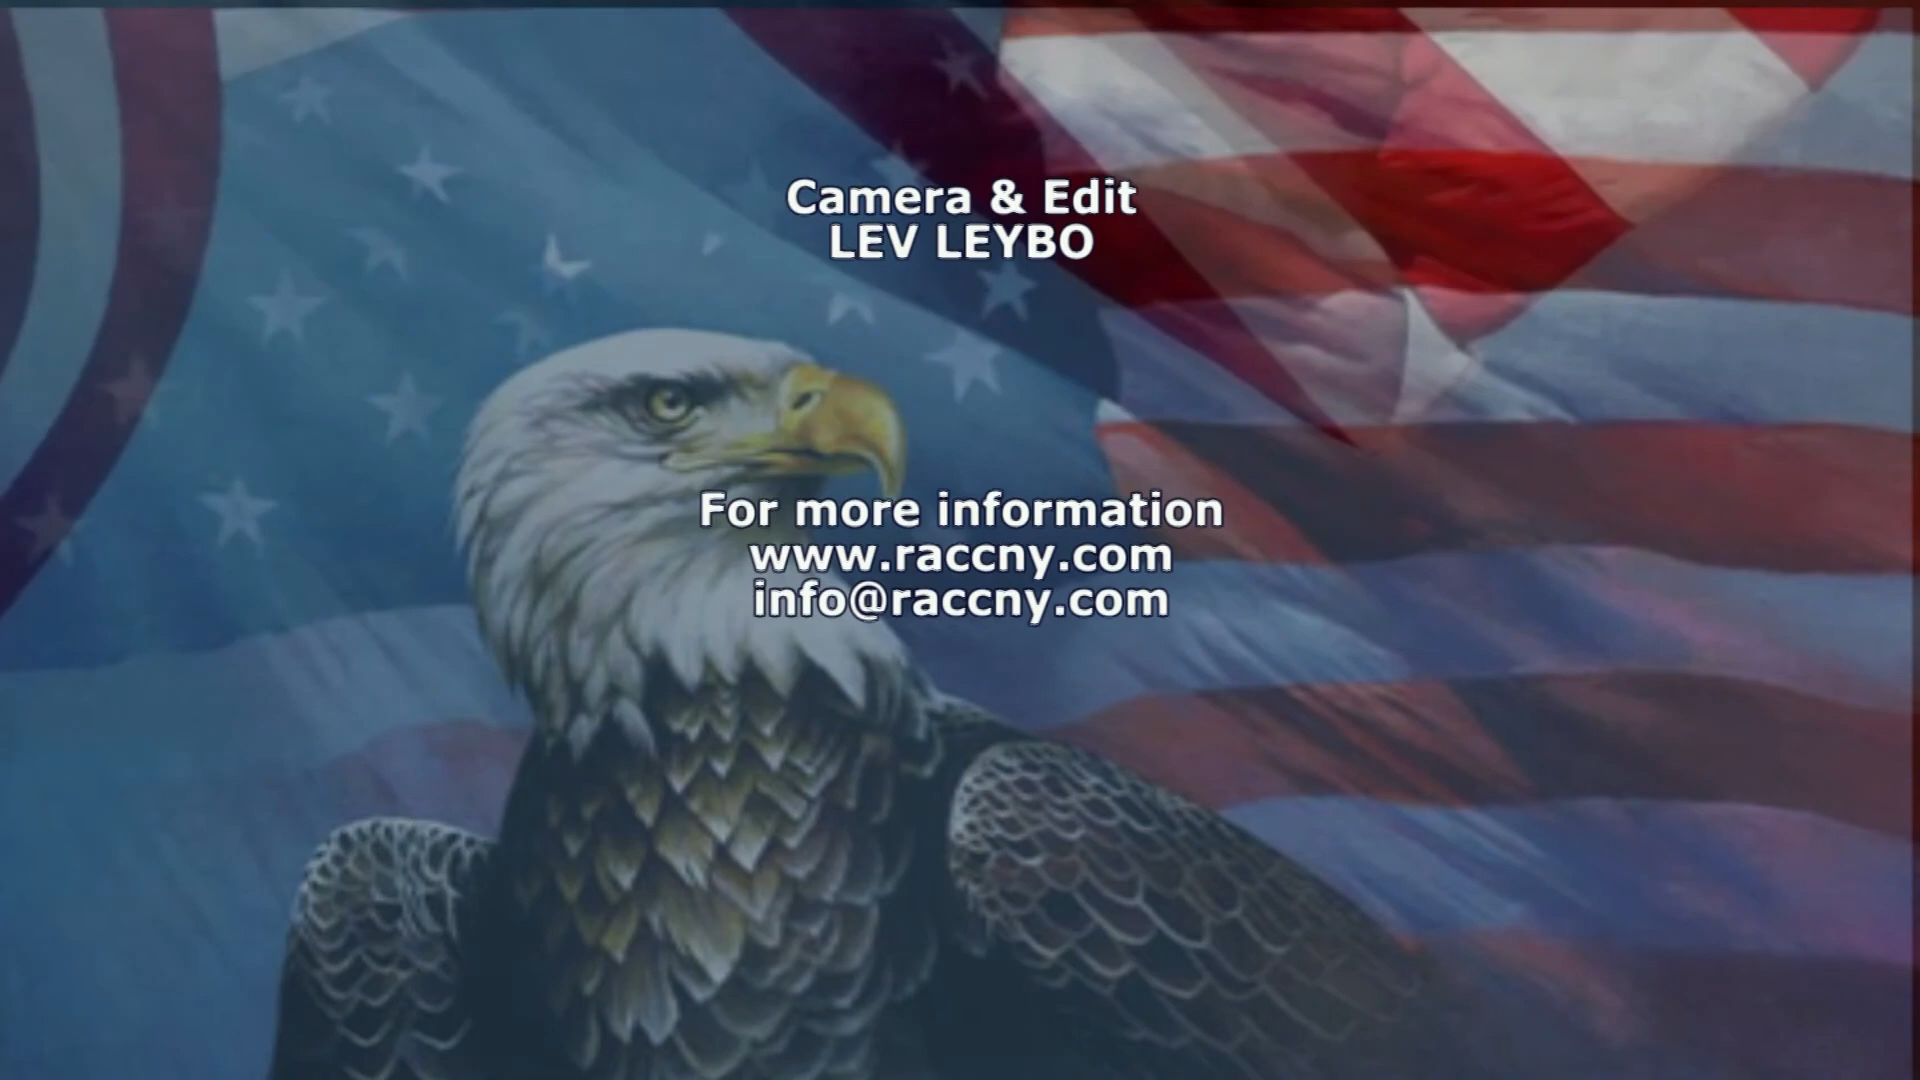 Camera & Edit
LEV LEYBO
For more information
www.raccny.com
info@raccny.com